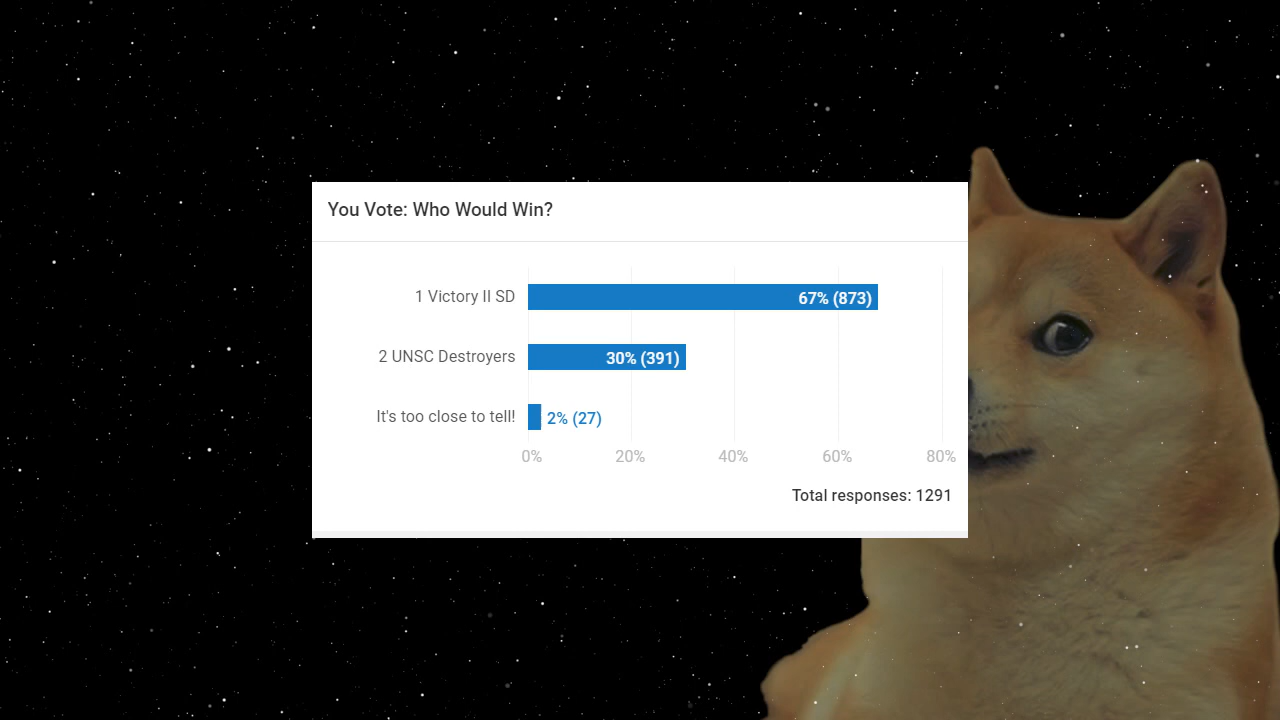 You Vote: Who Would Win?
1 Victory II SD 67% (873)
2 UNSC Destroyers 30% (391)
It's too close to tell! 2% (27)
0% 20% 40% 60% 80%
Total responses: 1291